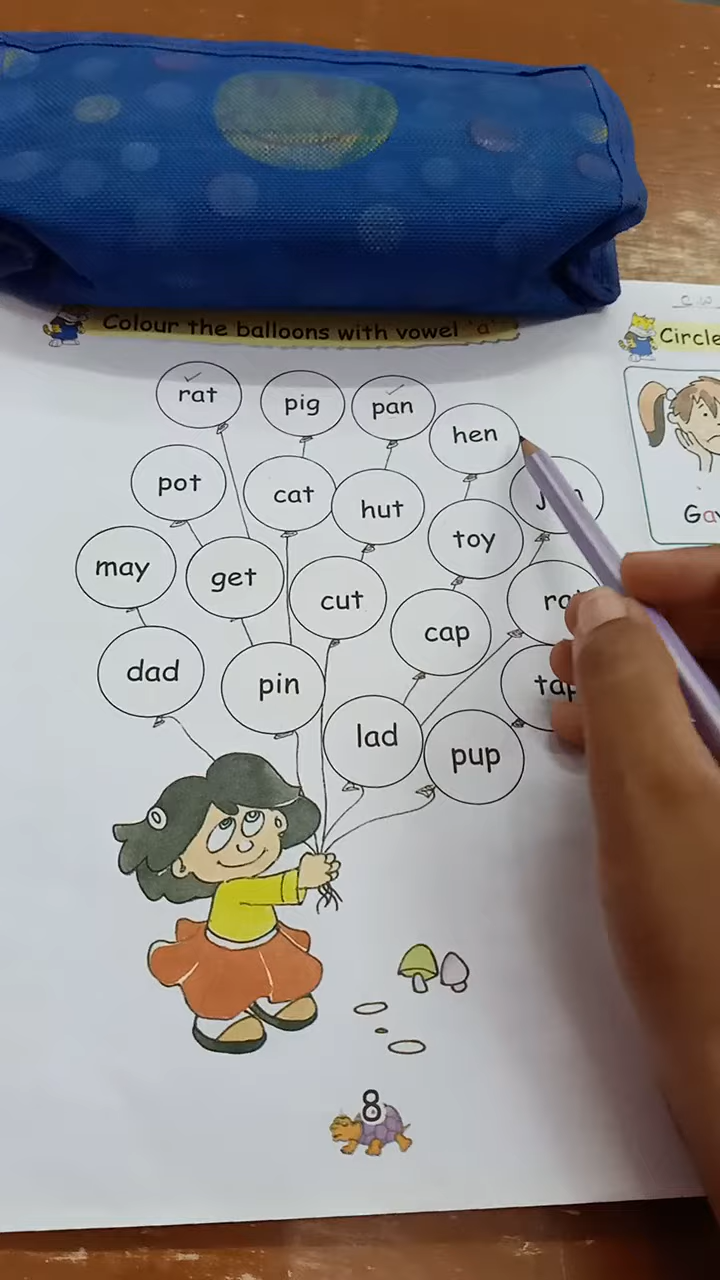 c.w
Colour the balloons with vowel 'a'
Circle
rat
pig
pan
hen
pot
cat
hut
toy
may
get
cut
cap
dad
pin
lad
pup
8